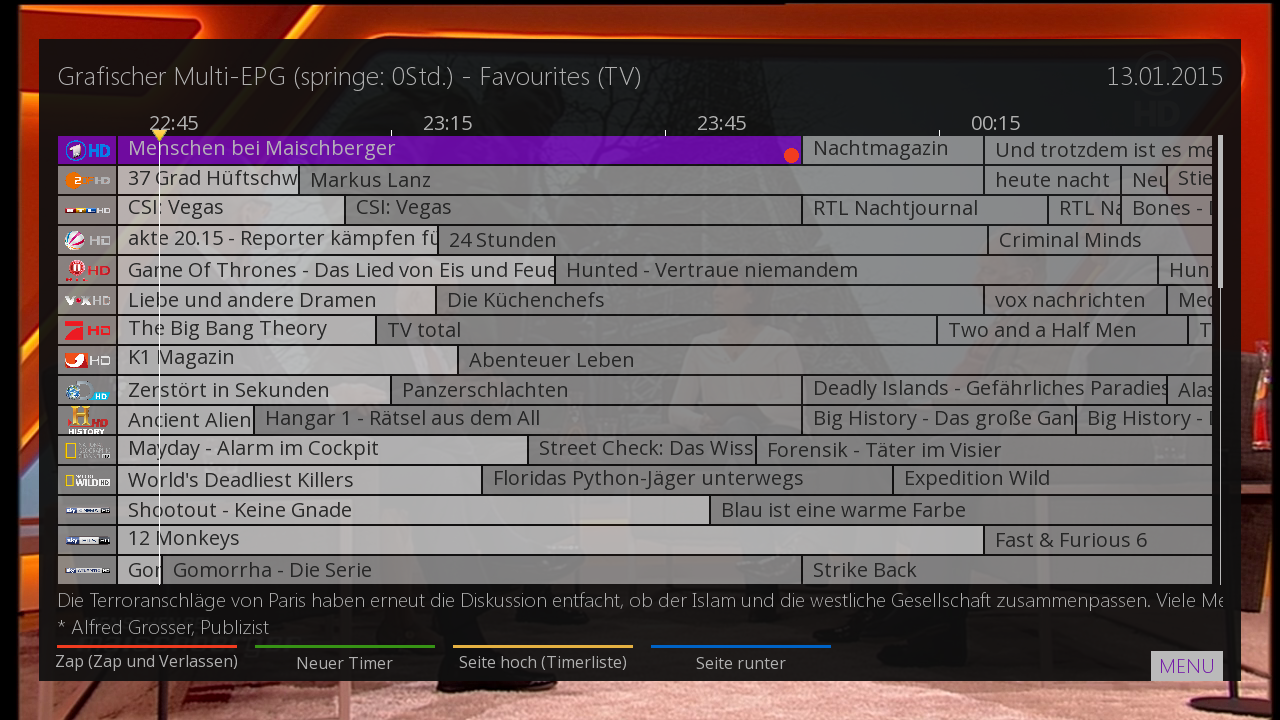 Grafischer Multi-EPG (springe: 0Std.) - Favourites (TV) 13.01.2015
22:45 23:15 23:45 00:15
HD Menschen bei Maischberger Nachtmagazin Und trotzdem ist es me
HD 37 Grad Hüftschw Markus Lanz heute nacht Neu Stie
CSI: Vegas CSI: Vegas RTL Nachtjournal RTL Na Bones -
HD akte 20.15 - Reporter kämpfen fü 24 Stunden Criminal Minds
HD Game Of Thrones - Das Lied von Eis und Feue Hunted - Vertraue niemandem Hun
VOX HD Liebe und andere Dramen Die Küchenchefs vox nachrichten Med
HD The Big Bang Theory TV total Two and a Half Men T
HD K1 Magazin Abenteuer Leben
HD Zerstört in Sekunden Panzerschlachten Deadly Islands - Gefährliches Paradies Alas
HD HISTORY Ancient Alien Hangar 1 - Rätsel aus dem All Big History - Das große Gan Big History -
Mayday - Alarm im Cockpit Street Check: Das Wiss Forensik - Täter im Visier
WILD HD World's Deadliest Killers Floridas Python-Jäger unterwegs Expedition Wild
sky Shootout - Keine Gnade Blau ist eine warme Farbe
sky 12 Monkeys Fast & Furious 6
sky Gor Gomorrha - Die Serie Strike Back
Die Terroranschläge von Paris haben erneut die Diskussion entfacht, ob der Islam und die westliche Gesellschaft zusammenpassen. Viele Me
* Alfred Grosser, Publizist
Zap (Zap und Verlassen) Neuer Timer Seite hoch (Timerliste) Seite runter MENU